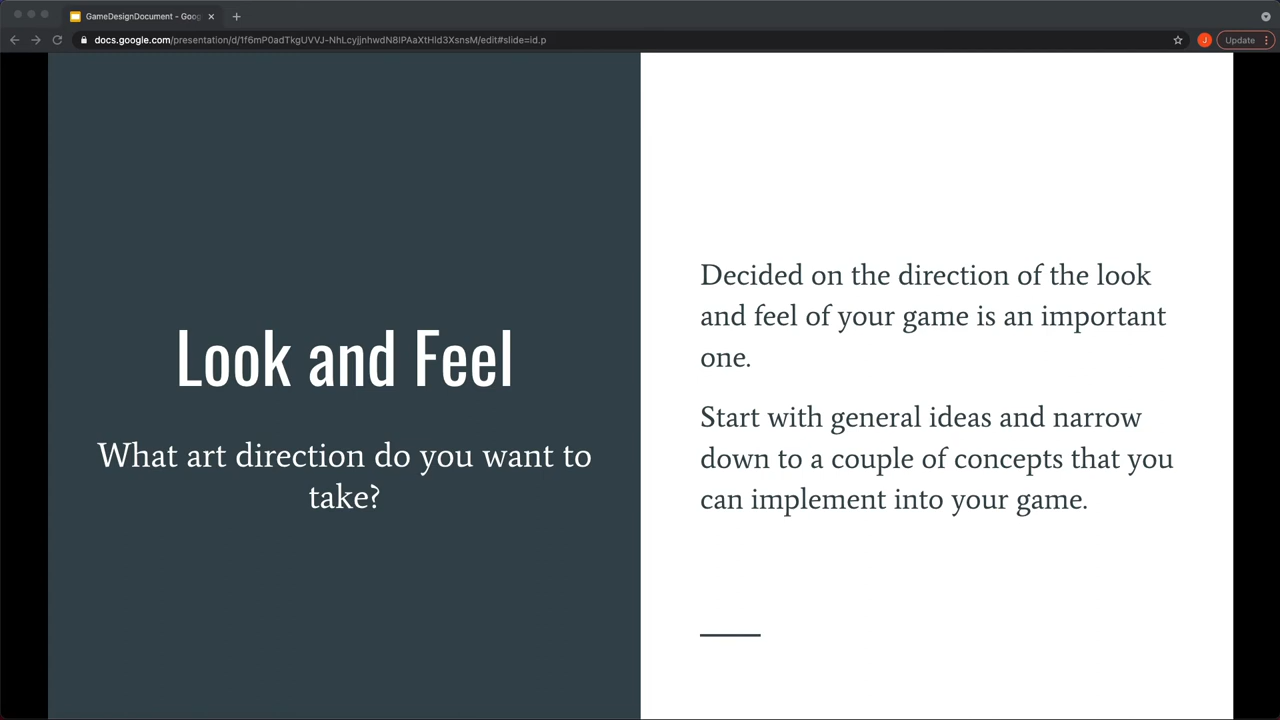 GameDesignDocument - Goog
docs.google.com/presentation/d/1f6mP0adTkgUVVJ-NhLcyjjnhwdN8IPAaXtHld3XsnsM/edit#slide=id.p
J
Update
Look and Feel
What art direction do you want to
take?
Decided on the direction of the look
and feel of your game is an important
one.
Start with general ideas and narrow
down to a couple of concepts that you
can implement into your game.